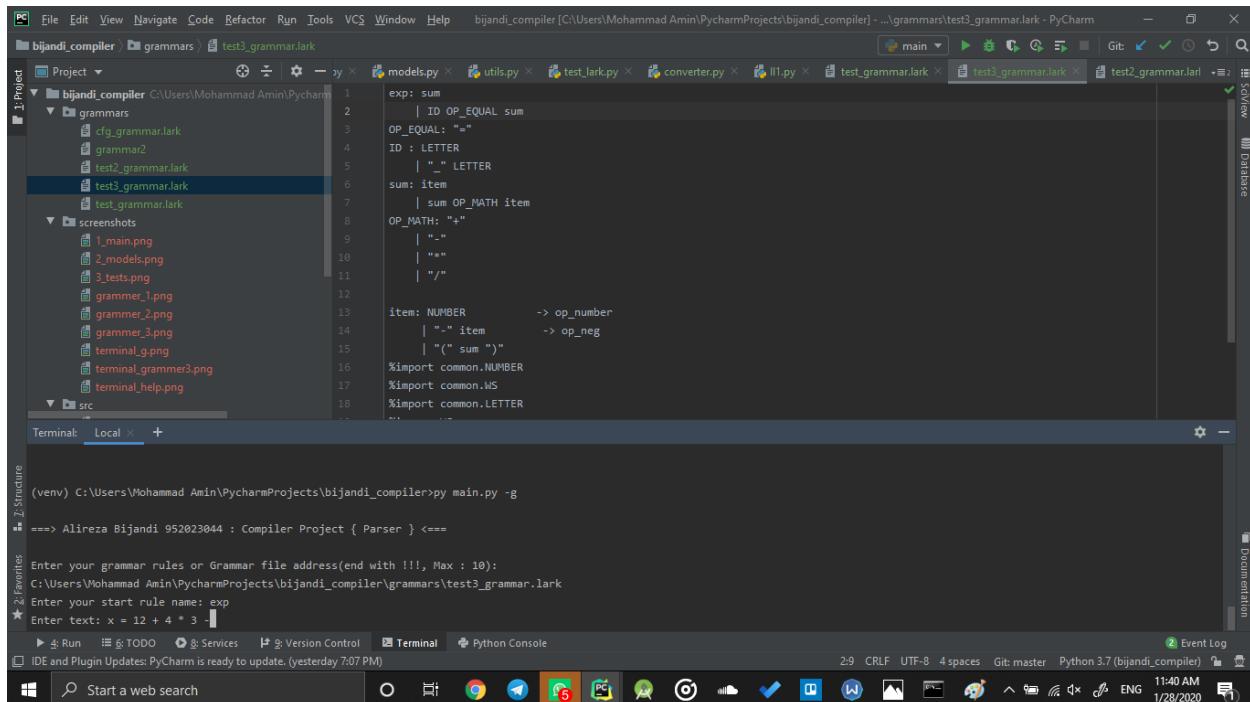 File Edit View Navigate Code Refactor Run Tools VCS Window Help bijandi_compiler [C:\Users\Mohammad Amin\PycharmProjects\bijandi_compiler] - ...\grammars\test3_grammar.lark - PyCharm
bijandi_compiler grammars test3_grammar.lark main Git:
Project py models.py utils.py test_lark.py converter.py ll1.py test_grammar.lark test3_grammar.lark test2_grammar.larl
1: Project
SciView
Database
bijandi_compiler C:\Users\Mohammad Amin\Pycharm
grammars
cfg_grammar.lark
grammar2
test2_grammar.lark
test3_grammar.lark
test_grammar.lark
screenshots
1_main.png
2_models.png
3_tests.png
grammer_1.png
grammer_2.png
grammer_3.png
terminal_g.png
terminal_grammer3.png
terminal_help.png
src
1 exp: sum
2 | ID OP_EQUAL sum
3 OP_EQUAL: "="
4 ID : LETTER
5 | "_" LETTER
6 sum: item
7 | sum OP_MATH item
8 OP_MATH: "+"
9 | "-"
10 | "*"
11 | "/"
12
13 item: NUMBER -> op_number
14 | "-" item -> op_neg
15 | "(" sum ")"
16 %import common.NUMBER
17 %import common.WS
18 %import common.LETTER
Terminal: Local +
(venv) C:\Users\Mohammad Amin\PycharmProjects\bijandi_compiler>py main.py -g
===> Alireza Bijandi 952023044 : Compiler Project { Parser } <===
Enter your grammar rules or Grammar file address(end with !!!, Max : 10):
C:\Users\Mohammad Amin\PycharmProjects\bijandi_compiler\grammars\test3_grammar.lark
Enter your start rule name: exp
Enter text: x = 12 + 4 * 3 -
7: Structure
2: Favorites
Documentation
4: Run 6: TODO 8: Services 9: Version Control Terminal Python Console 2 Event Log
IDE and Plugin Updates: PyCharm is ready to update. (yesterday 7:07 PM) 2:9 CRLF UTF-8 4 spaces Git: master Python 3.7 (bijandi_compiler)
Start a web search 5 ENG 11:40 AM
1/28/2020 1